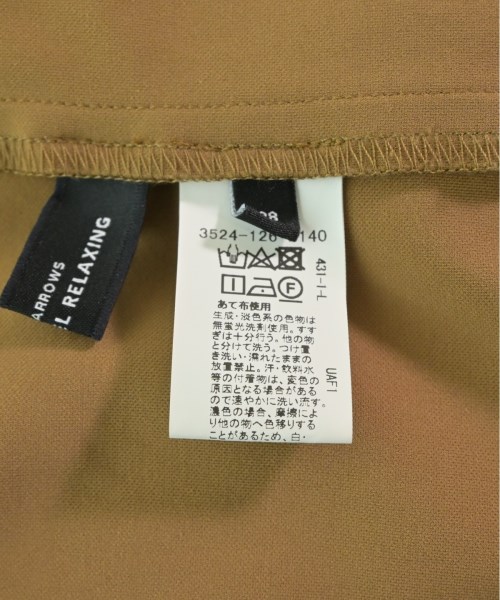 38
3524-126- 140
431-I-L
F
あて布使用
生成・淡色系の色物は
無蛍光洗剤使用。すす
ぎは十分行う。他の物
と分けて洗う。つけ置
き洗い・濡れたままの
放置禁止。汗・飲料水
等の付着物は、変色の
原因となる場合がある
ので速やかに洗い流す。
濃色の場合、摩擦によ
り他の物へ色移りする
ことがあるため、白・
UAF1
ARROWS
RELAXING